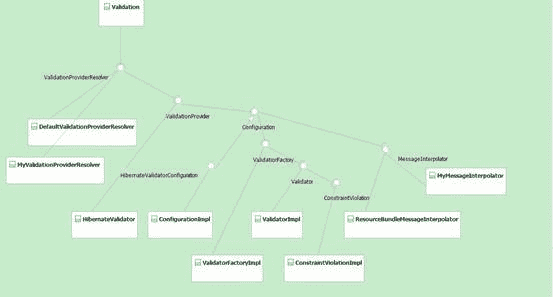 Validation
ValidationProviderResolver
ValidationProvider
Configuration
DefaultValidationProviderResolver
MyValidationProviderResolver
HibernateValidatorConfiguration
ValidatorFactory
Validator
ConstraintViolation
MessageInterpolator
MyMessageInterpolator
HibernateValidator
ConfigurationImpl
ValidatorImpl
ResourceBundleMessageInterpolator
ValidatorFactoryImpl
ConstraintViolationImpl